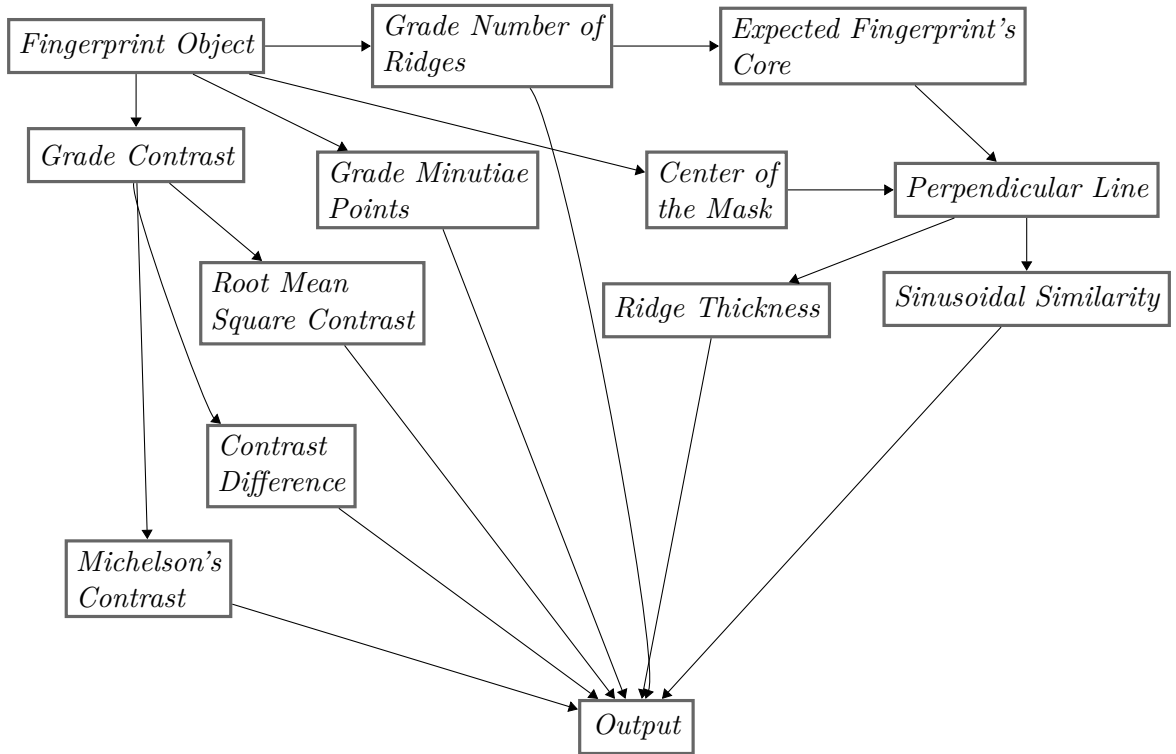 Fingerprint Object
Grade Number of
Ridges
Expected Fingerprint's
Core
Grade Contrast
Grade Minutiae
Points
Center of
the Mask
Perpendicular Line
Root Mean
Square Contrast
Ridge Thickness
Sinusoidal Similarity
Contrast
Difference
Michelson's
Contrast
Output